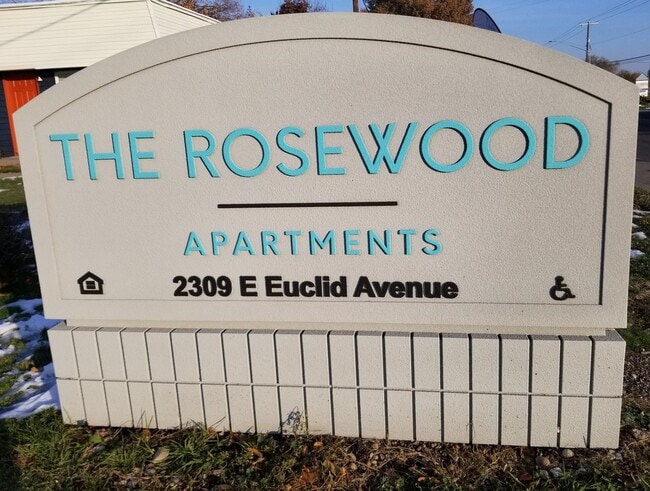 THE ROSEWOOD
APARTMENTS
2309 E Euclid Avenue